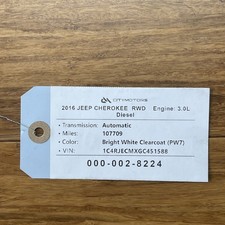 2016 JEEP CHEROKEE RWD Engine: 3.0L
Diesel
• Transmission: Automatic
• Miles: 107709
• Color: Bright White Clearcoat (PW7)
• VIN: 1C4RJECMXGC451588
000-002-8224